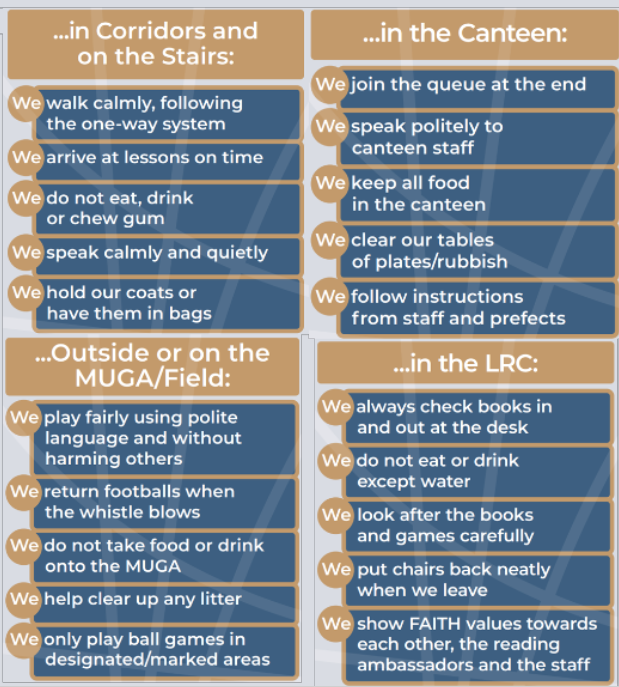 ...in Corridors and
on the Stairs:
We walk calmly, following
the one-way system
We arrive at lessons on time
We do not eat, drink
or chew gum
We speak calmly and quietly
We hold our coats or
have them in bags
...in the Canteen:
We join the queue at the end
We speak politely to
canteen staff
We keep all food
in the canteen
We clear our tables
of plates/rubbish
We follow instructions
from staff and prefects
...Outside or on the
MUGA/Field:
We play fairly using polite
language and without
harming others
We return footballs when
the whistle blows
We do not take food or drink
onto the MUGA
We help clear up any litter
We only play ball games in
designated/marked areas
...in the LRC:
We always check books in
and out at the desk
We do not eat or drink
except water
We look after the books
and games carefully
We put chairs back neatly
when we leave
We show FAITH values towards
each other, the reading
ambassadors and the staff